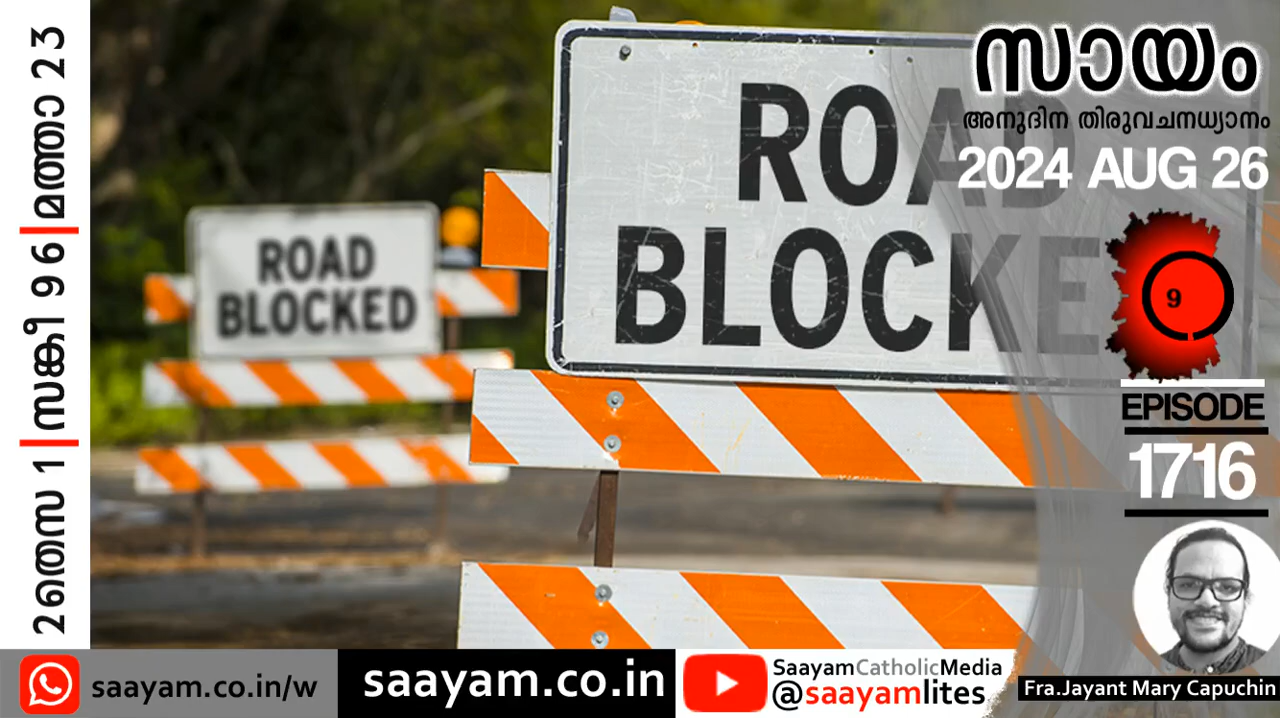 2തെസ 1 സങ്കീ 96 മത്താ 23
ROAD
BLOCKED
ROAD
BLOCKE
സായം
അനുദിന തിരുവചനധ്യാനം
2024 AUG 26
9
EPISODE
1716
saayam.co.in/w
saayam.co.in
SaayamCatholicMedia
@saayamlites
Fra.Jayant Mary Capuchin